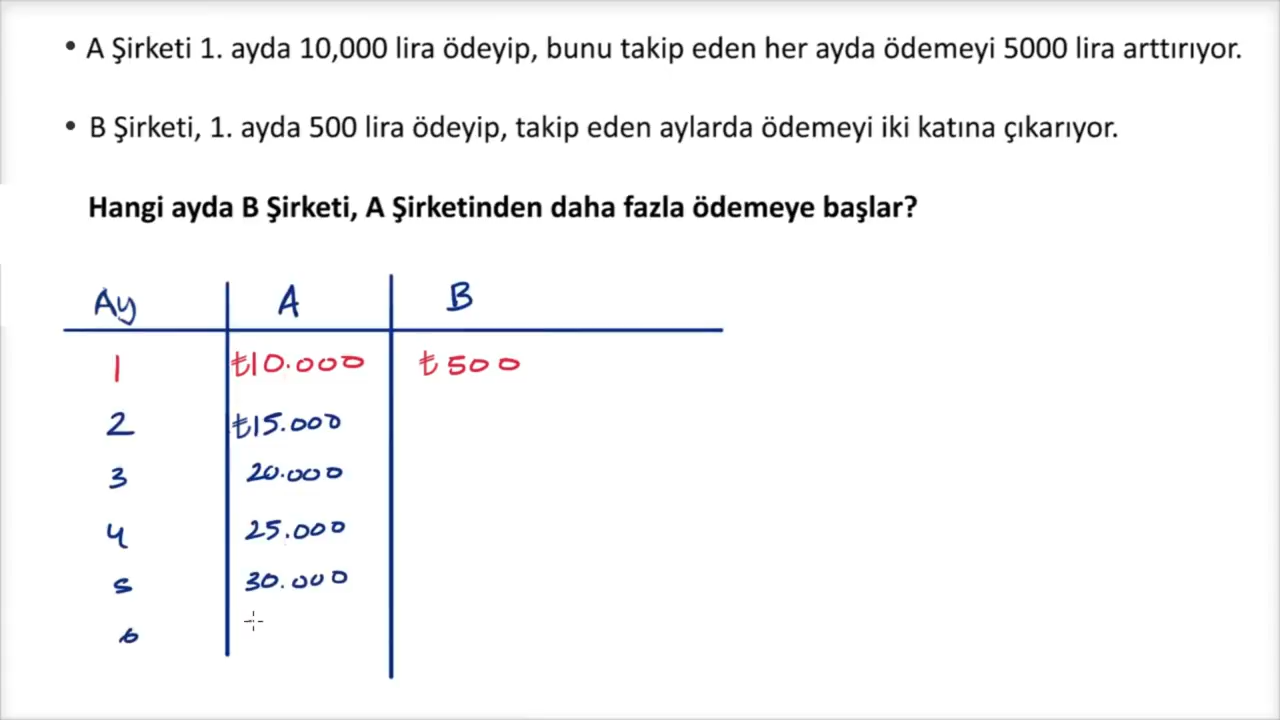 • A Şirketi 1. ayda 10,000 lira ödeyip, bunu takip eden her ayda ödemeyi 5000 lira arttırıyor.
• B Şirketi, 1. ayda 500 lira ödeyip, takip eden aylarda ödemeyi iki katına çıkarıyor.
Hangi ayda B Şirketi, A Şirketinden daha fazla ödemeye başlar?
Ay A B
1 ₺10.000 ₺500
2 ₺15.000
3 20.000
4 25.000
5 30.000
6